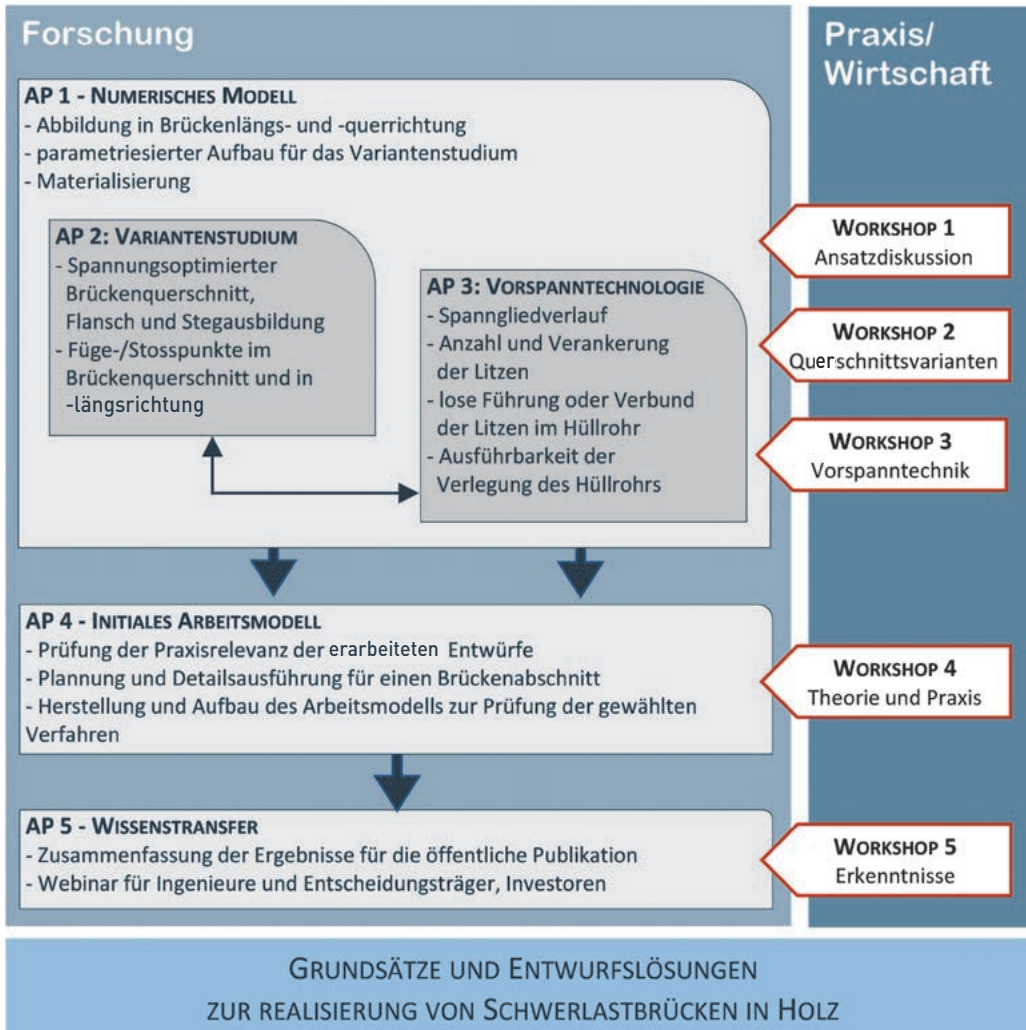 Forschung
AP 1 - NUMERISCHES MODELL
- Abbildung in Brückenlängs- und -querrichtung
- parametriesierter Aufbau für das Variantenstudium
- Materialisierung
AP 2: VARIANTENSTUDIUM
- Spannungsoptimierter
Brückenquerschnitt,
Flansch und Stegausbildung
- Füge-/Stosspunkte im
Brückenquerschnitt und in
-längsrichtung
AP 3: VORSPANNTECHNOLOGIE
- Spanngliedverlauf
- Anzahl und Verankerung
der Litzen
- lose Führung oder Verbund
der Litzen im Hüllrohr
- Ausführbarkeit der
Verlegung des Hüllrohrs
AP 4 - INITIALES ARBEITSMODELL
- Prüfung der Praxisrelevanz der erarbeiteten Entwürfe
- Plannung und Detailsausführung für einen Brückenabschnitt
- Herstellung und Aufbau des Arbeitsmodells zur Prüfung der gewählten
Verfahren
AP 5 - WISSENSTRANSFER
- Zusammenfassung der Ergebnisse für die öffentliche Publikation
- Webinar für Ingenieure und Entscheidungsträger, Investoren
Praxis/
Wirtschaft
WORKSHOP 1
Ansatzdiskussion
WORKSHOP 2
Querschnittsvarianten
WORKSHOP 3
Vorspanntechnik
WORKSHOP 4
Theorie und Praxis
WORKSHOP 5
Erkenntnisse
GRUNDSÄTZE UND ENTWURFSLÖSUNGEN
ZUR REALISIERUNG VON SCHWERLASTBRÜCKEN IN HOLZ